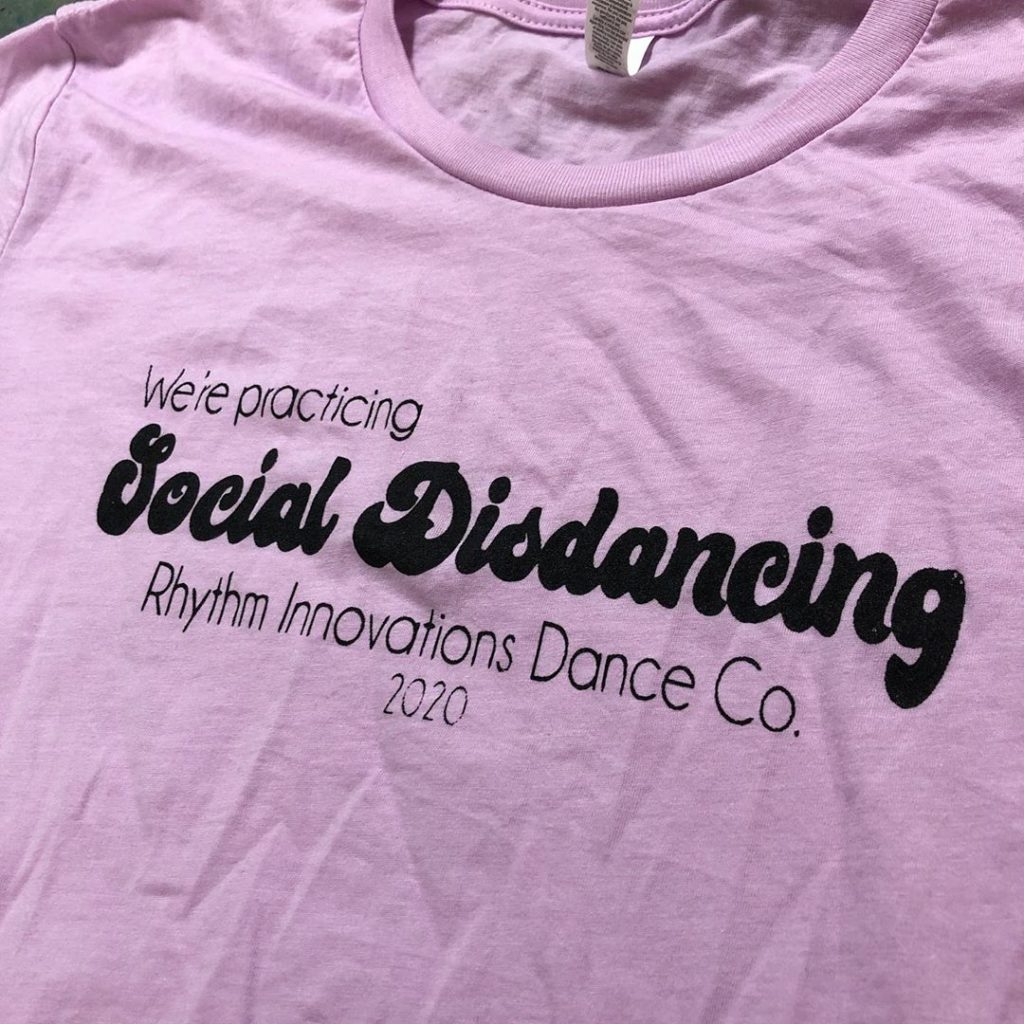 We're practicing
Social Disdancing
Rhythm Innovations Dance Co.
2020